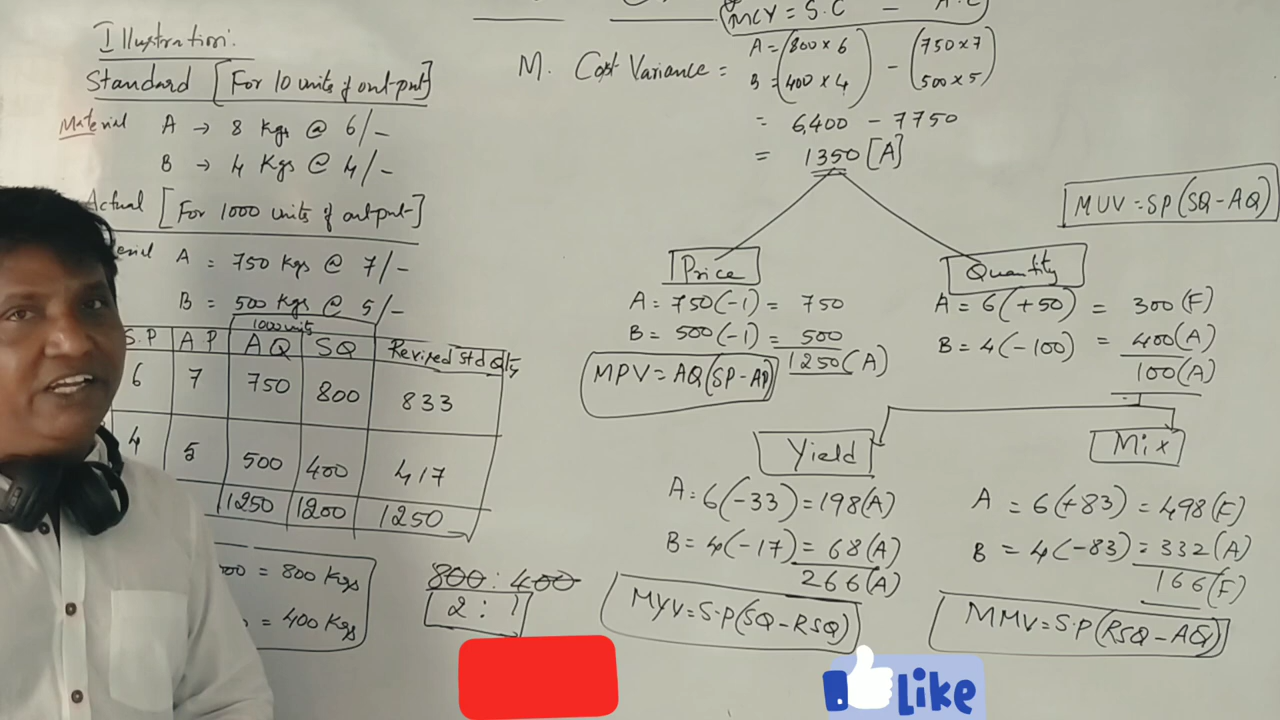 Illustration:
Standard [For 10 units of output]
Material A → 8 Kgs @ 6/-
B → 4 Kgs @ 4/-
Actual [For 1000 units of output]
A = 750 Kgs @ 7/-
B = 500 Kgs @ 5/-
1000 units
S.P A P A Q SQ Revised Std Qty
6 7 750 800 833
4 5 500 400 417
1250 1200 1250
= 800 Kgs
= 400 Kgs
800 : 400
2 : 1
MCV = S.C - A.C
M. Cost Variance = A = (800 x 6) - (750 x 7)
B = (400 x 4) (500 x 5)
= 6,400 - 7750
= 1350 [A]
MUV = SP(SQ - AQ)
Price
A = 750(-1) = 750
B = 500(-1) = 500
1250(A)
MPV = AQ(SP - AP)
Quantity
A = 6(+50) = 300(F)
B = 4(-100) = 400(A)
100(A)
Yield
A = 6(-33) = 198(A)
B = 4(-17) = 68(A)
266(A)
MYV = S.P(SQ - RSQ)
Mix
A = 6(+83) = 498(F)
B = 4(-83) = 332(A)
166(F)
MMV = S.P(RSQ - AQ)
Like